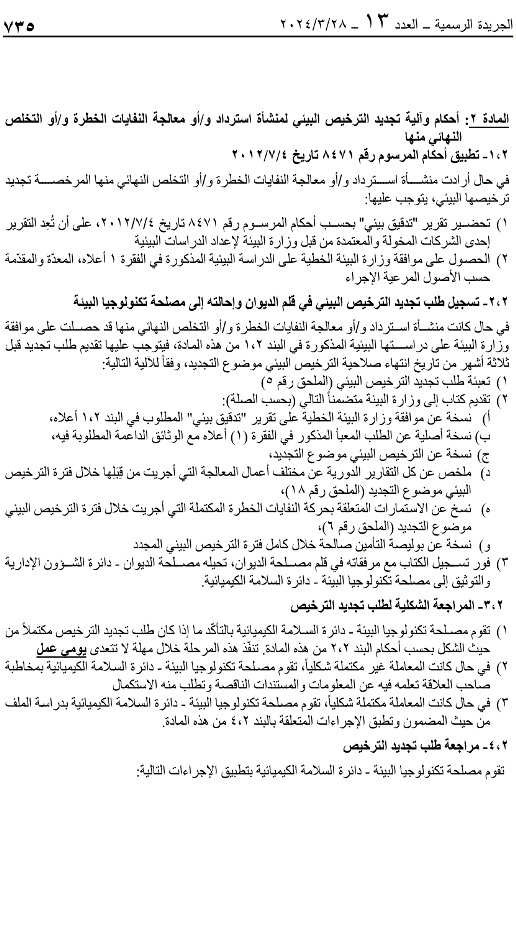 الجريدة الرسمية – العدد ١٣ – ٢٠٢٤/٣/٢٨
٧٣٥
المادة ٢: أحكام وآلية تجديد الترخيص البيئي لمنشأة استرداد و/أو معالجة النفايات الخطرة و/أو التخلص
النهائي منها
١،٢- تطبيق أحكام المرسوم رقم ٨٤٧١ تاريخ ٢٠١٢/٧/٤
في حال أرادت منشأة استرداد و/أو معالجة النفايات الخطرة و/أو التخلص النهائي منها المرخصة تجديد
ترخيصها البيئي، يتوجب عليها:
١) تحضير تقرير "تدقيق بيئي" بحسب أحكام المرسوم رقم ٨٤٧١ تاريخ ٢٠١٢/٧/٤، على أن تُعد التقرير
إحدى الشركات المخولة والمعتمدة من قبل وزارة البيئة لإعداد الدراسات البيئية
٢) الحصول على موافقة وزارة البيئة الخطية على الدراسة البيئية المذكورة في الفقرة ١ أعلاه، المعدّة والمقدّمة
حسب الأصول المرعية الإجراء
٢،٢- تسجيل طلب تجديد الترخيص البيئي في قلم الديوان وإحالته إلى مصلحة تكنولوجيا البيئة
في حال كانت منشأة استرداد و/أو معالجة النفايات الخطرة و/أو التخلص النهائي منها قد حصلت على موافقة
وزارة البيئة على دراستها البيئية المذكورة في البند ١،٢ من هذه المادة، فيتوجب عليها تقديم طلب تجديد قبل
ثلاثة أشهر من تاريخ انتهاء صلاحية الترخيص البيئي موضوع التجديد، وفقاً للآلية التالية:
١) تعبئة طلب تجديد الترخيص البيئي (الملحق رقم ٥)
٢) تقديم كتاب إلى وزارة البيئة متضمناً التالي (بحسب الصلة):
أ) نسخة عن موافقة وزارة البيئة الخطية على تقرير "تدقيق بيئي" المطلوب في البند ١،٢ أعلاه،
ب) نسخة أصلية عن الطلب المعبأ المذكور في الفقرة (١) أعلاه مع الوثائق الداعمة المطلوبة فيه،
ج) نسخة عن الترخيص البيئي موضوع التجديد،
د) ملخص عن كل التقارير الدورية عن مختلف أعمال المعالجة التي أجريت من قِبَلِها خلال فترة الترخيص
البيئي موضوع التجديد (الملحق رقم ١٨)،
ه) نسخ عن الاستمارات المتعلقة بحركة النفايات الخطرة المكتملة التي أجريت خلال فترة الترخيص البيئي
موضوع التجديد (الملحق رقم ٦)،
و) نسخة عن بوليصة التأمين صالحة خلال كامل فترة الترخيص البيئي المجدد
٣) فور تسجيل الكتاب مع مرفقاته في قلم مصلحة الديوان، تحيله مصلحة الديوان - دائرة الشؤون الإدارية
والتوثيق إلى مصلحة تكنولوجيا البيئة - دائرة السلامة الكيميائية.
٣،٢- المراجعة الشكلية لطلب تجديد الترخيص
١) تقوم مصلحة تكنولوجيا البيئة - دائرة السلامة الكيميائية بالتأكّد ما إذا كان طلب تجديد الترخيص مكتملاً من
حيث الشكل بحسب أحكام البند ٢،٢ من هذه المادة. تنفّذ هذه المرحلة خلال مهلة لا تتعدى يومي عمل
٢) في حال كانت المعاملة غير مكتملة شكلياً، تقوم مصلحة تكنولوجيا البيئة - دائرة السلامة الكيميائية بمخاطبة
صاحب العلاقة تعلمه فيه عن المعلومات والمستندات الناقصة وتطلب منه الاستكمال
٣) في حال كانت المعاملة مكتملة شكلياً، تقوم مصلحة تكنولوجيا البيئة - دائرة السلامة الكيميائية بدراسة الملف
من حيث المضمون وتطبق الإجراءات المتعلقة بالبند ٤،٢ من هذه المادة.
٤،٢- مراجعة طلب تجديد الترخيص
تقوم مصلحة تكنولوجيا البيئة - دائرة السلامة الكيميائية بتطبيق الإجراءات التالية: